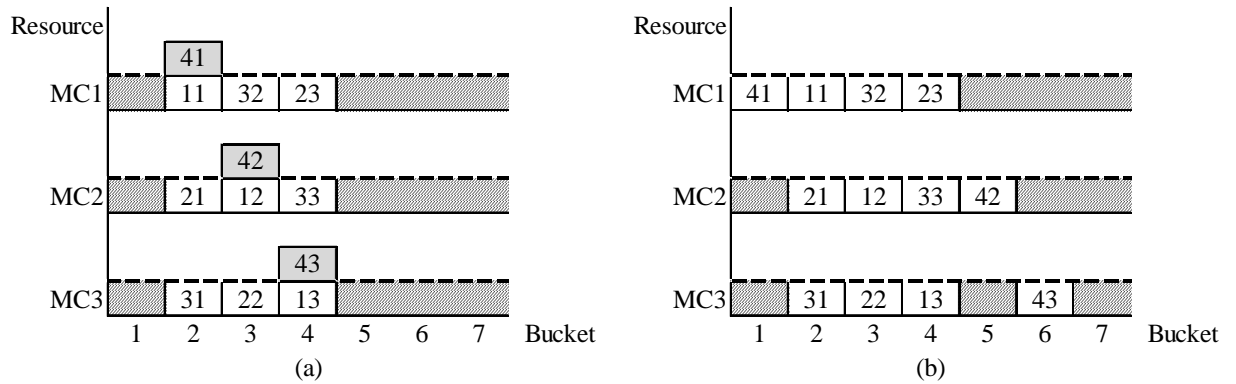 Resource
41
MC1 11 32 23
42
MC2 21 12 33
43
MC3 31 22 13
1 2 3 4 5 6 7 Bucket
(a)
Resource
MC1 41 11 32 23
MC2 21 12 33 42
MC3 31 22 13 43
1 2 3 4 5 6 7 Bucket
(b)